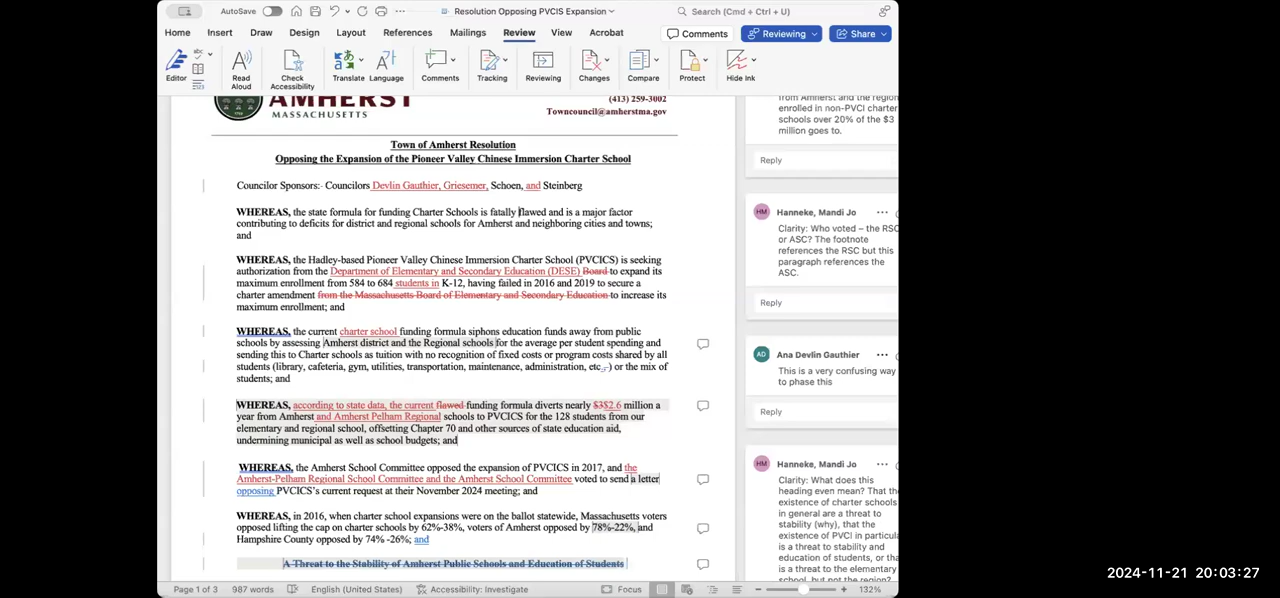 AutoSave
Resolution Opposing PVCIS Expansion
Search (Cmd + Ctrl + U)
Home Insert Draw Design Layout References Mailings Review View Acrobat Comments Reviewing Share
Editor Read Aloud Check Accessibility Translate Language Comments Tracking Reviewing Changes Compare Protect Hide Ink
AMHERST
MASSACHUSETTS
(413) 259-3002
Towncouncil@amherstma.gov
Town of Amherst Resolution
Opposing the Expansion of the Pioneer Valley Chinese Immersion Charter School
Councilor Sponsors: Councilors Devlin Gauthier, Griesemer, Schoen, and Steinberg
WHEREAS, the state formula for funding Charter Schools is fatally flawed and is a major factor
contributing to deficits for district and regional schools for Amherst and neighboring cities and towns;
and
WHEREAS, the Hadley-based Pioneer Valley Chinese Immersion Charter School (PVCICS) is seeking
authorization from the Department of Elementary and Secondary Education (DESE) Board to expand its
maximum enrollment from 584 to 684 students in K-12, having failed in 2016 and 2019 to secure a
charter amendment from the Massachusetts Board of Elementary and Secondary Education to increase its
maximum enrollment; and
WHEREAS, the current charter school funding formula siphons education funds away from public
schools by assessing Amherst district and the Regional schools for the average per student spending and
sending this to Charter schools as tuition with no recognition of fixed costs or program costs shared by all
students (library, cafeteria, gym, utilities, transportation, maintenance, administration, etc.,) or the mix of
students; and
WHEREAS, according to state data, the current flawed funding formula diverts nearly $3$2.6 million a
year from Amherst and Amherst Pelham Regional schools to PVCICS for the 128 students from our
elementary and regional school, offsetting Chapter 70 and other sources of state education aid,
undermining municipal as well as school budgets; and
WHEREAS, the Amherst School Committee opposed the expansion of PVCICS in 2017, and the
Amherst-Pelham Regional School Committee and the Amherst School Committee voted to send a letter
opposing PVCICS's current request at their November 2024 meeting; and
WHEREAS, in 2016, when charter school expansions were on the ballot statewide, Massachusetts voters
opposed lifting the cap on charter schools by 62%-38%, voters of Amherst opposed by 78%-22%, and
Hampshire County opposed by 74% -26%; and
A Threat to the Stability of Amherst Public Schools and Education of Students
from Amherst and the region
enrolled in non-PVCI charter
schools over 20% of the $3
million goes to.
Reply
HM Hanneke, Mandi Jo
Clarity: Who voted – the RSC
or ASC? The footnote
references the RSC but this
paragraph references the
ASC.
Reply
AD Ana Devlin Gauthier
This is a very confusing way
to phase this
Reply
HM Hanneke, Mandi Jo
Clarity: What does this
heading even mean? That the
existence of charter schools
in general are a threat to
stability (why), that the
existence of PVCI in particular
is a threat to stability and
education of students, or tha
is a threat to the elementary
school, but not the region?
Page 1 of 3 987 words English (United States) Accessibility: Investigate Focus 132%
2024-11-21 20:03:27